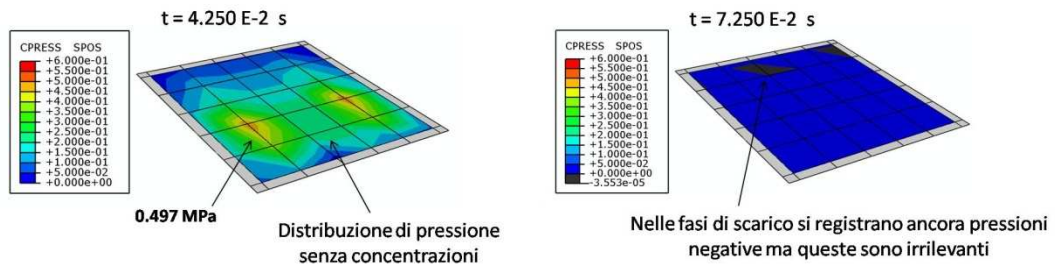 t = 4.250 E-2 s
CPRESS SPOS
+6.000e-01
+5.500e-01
+5.000e-01
+4.500e-01
+4.000e-01
+3.500e-01
+3.000e-01
+2.500e-01
+2.000e-01
+1.500e-01
+1.000e-01
+5.000e-02
+0.000e+00
0.497 MPa
Distribuzione di pressione
senza concentrazioni
t = 7.250 E-2 s
CPRESS SPOS
+6.000e-01
+5.500e-01
+5.000e-01
+4.500e-01
+4.000e-01
+3.500e-01
+3.000e-01
+2.500e-01
+2.000e-01
+1.500e-01
+1.000e-01
+5.000e-02
+0.000e+00
-3.553e-05
Nelle fasi di scarico si registrano ancora pressioni
negative ma queste sono irrilevanti